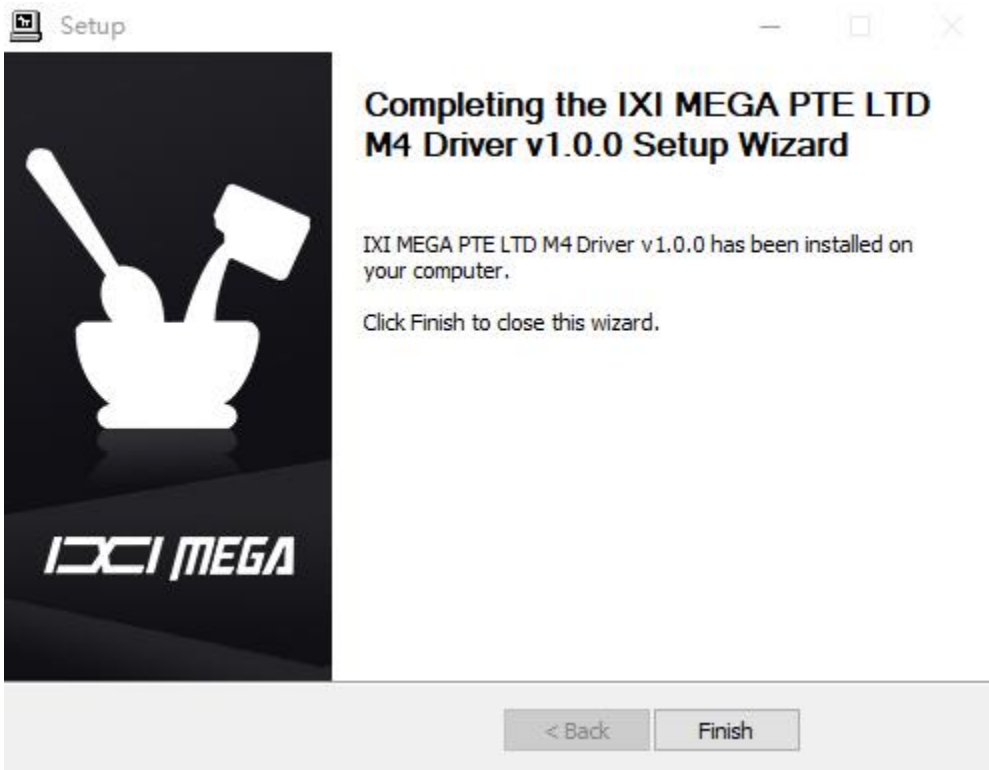 Setup
Completing the IXI MEGA PTE LTD
M4 Driver v1.0.0 Setup Wizard
IXI MEGA PTE LTD M4 Driver v1.0.0 has been installed on
your computer.
Click Finish to close this wizard.
IXI MEGA
< Back
Finish